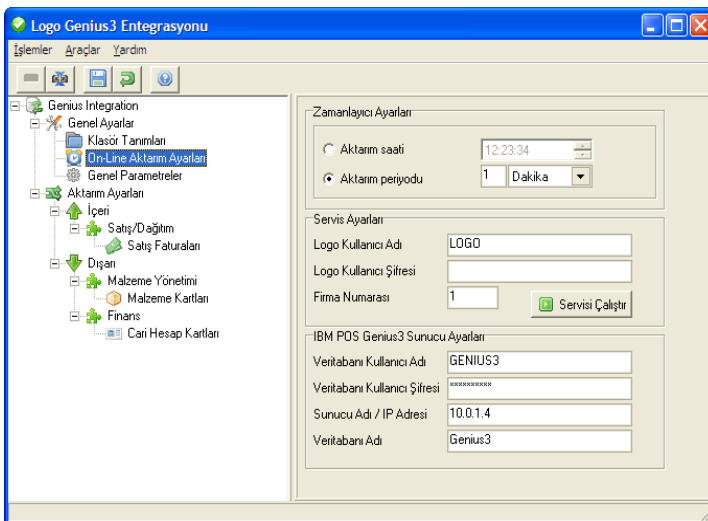 Logo Genius3 Entegrasyonu
İşlemler Araçlar Yardım
Genius Integration
Genel Ayarlar
Klasör Tanımları
On-Line Aktarım Ayarları
Genel Parametreler
Aktarım Ayarları
İçeri
Satış/Dağıtım
Satış Faturaları
Dışarı
Malzeme Yönetimi
Malzeme Kartları
Finans
Cari Hesap Kartları
Zamanlayıcı Ayarları
Aktarım saati 12:23:34
Aktarım periyodu 1 Dakika
Servis Ayarları
Logo Kullanıcı Adı LOGO
Logo Kullanıcı Şifresi
Firma Numarası 1 Servisi Çalıştır
IBM POS Genius3 Sunucu Ayarları
Veritabanı Kullanıcı Adı GENIUS3
Veritabanı Kullanıcı Şifresi **********
Sunucu Adı / IP Adresi 10.0.1.4
Veritabanı Adı Genius3